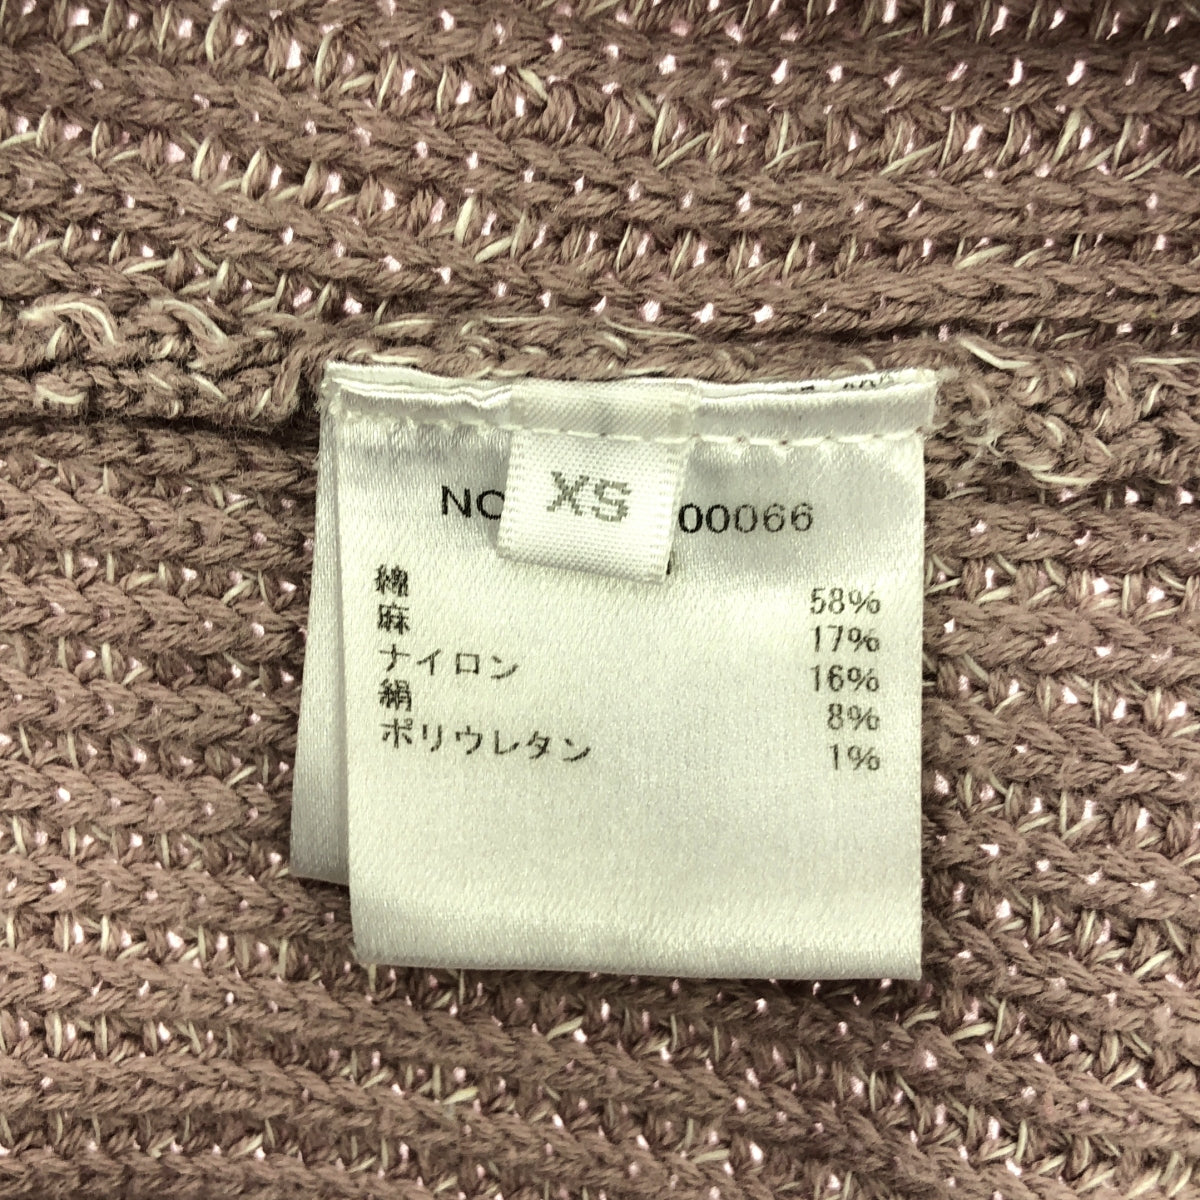 XS
00066
綿 58%
麻 17%
ナイロン 16%
絹 8%
ポリウレタン 1%